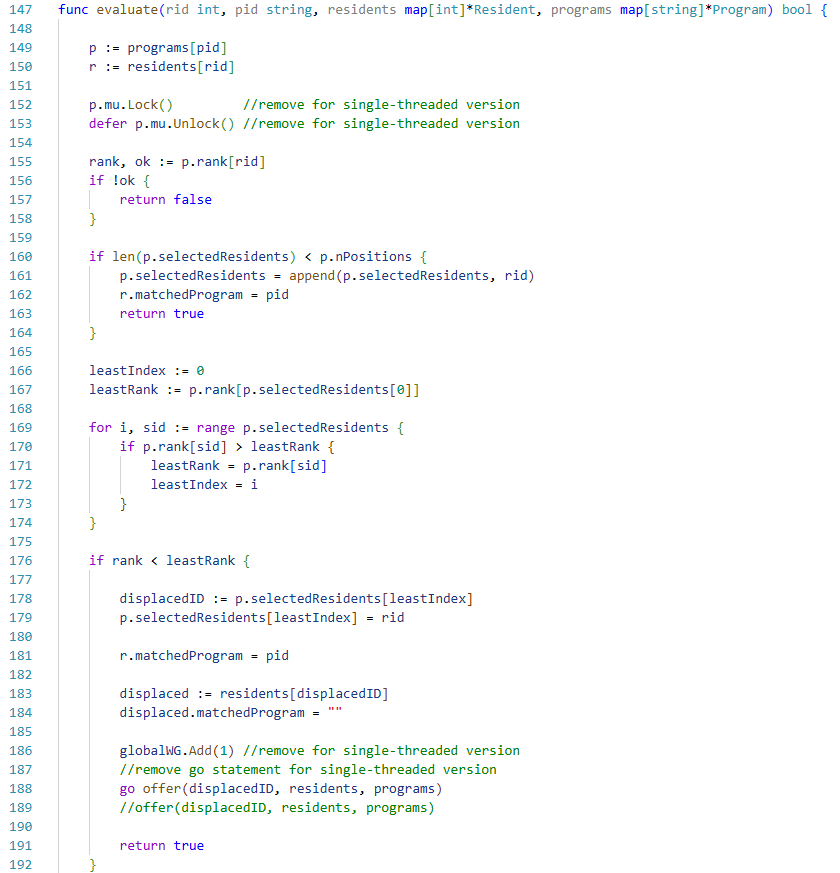 147 func evaluate(rid int, pid string, residents map[int]*Resident, programs map[string]*Program) bool {
148
149     p := programs[pid]
150     r := residents[rid]
151
152     p.mu.Lock()         //remove for single-threaded version
153     defer p.mu.Unlock() //remove for single-threaded version
154
155     rank, ok := p.rank[rid]
156     if !ok {
157         return false
158     }
159
160     if len(p.selectedResidents) < p.nPositions {
161         p.selectedResidents = append(p.selectedResidents, rid)
162         r.matchedProgram = pid
163         return true
164     }
165
166     leastIndex := 0
167     leastRank := p.rank[p.selectedResidents[0]]
168
169     for i, sid := range p.selectedResidents {
170         if p.rank[sid] > leastRank {
171             leastRank = p.rank[sid]
172             leastIndex = i
173         }
174     }
175
176     if rank < leastRank {
177
178         displacedID := p.selectedResidents[leastIndex]
179         p.selectedResidents[leastIndex] = rid
180
181         r.matchedProgram = pid
182
183         displaced := residents[displacedID]
184         displaced.matchedProgram = ""
185
186         globalWG.Add(1) //remove for single-threaded version
187         //remove go statement for single-threaded version
188         go offer(displacedID, residents, programs)
189         //offer(displacedID, residents, programs)
190
191         return true
192     }